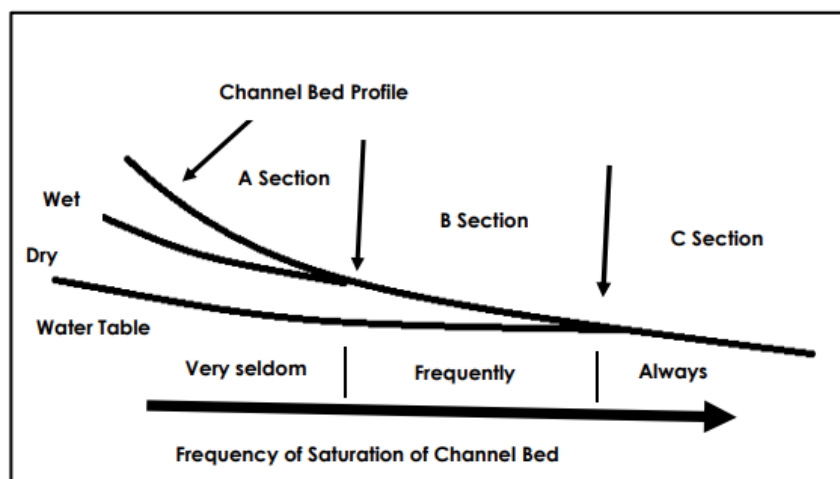 Channel Bed Profile
A Section
Wet
B Section
C Section
Dry
Water Table
Very seldom
Frequently
Always
Frequency of Saturation of Channel Bed